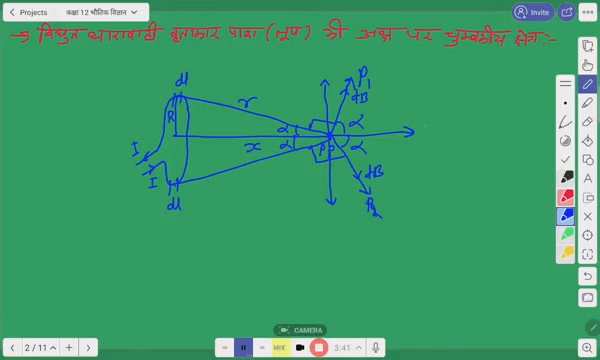 Projects कक्षा 12 भौतिक विज्ञान Invite
→ विद्युत धारावाही वृत्ताकार पाश (लूप) की अक्ष पर चुम्बकीय क्षेत्र:-
dl r P1
dB
R α α
I x α P α
I dB
dl P2
CAMERA
2 / 11 MIX 3:41